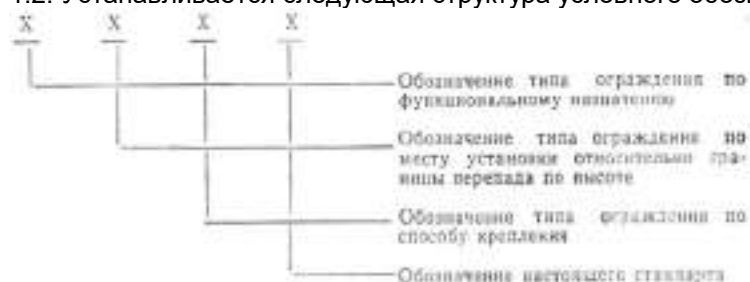 1.2. Устанавливается следующая структура условного обозн
X X X X
Обозначение типа ограждения по
функциональному назначению
Обозначение типа ограждения по
месту установки относительно гра-
ницы перепада по высоте
Обозначение типа ограждения по
способу крепления
Обозначение настоящего стандарта